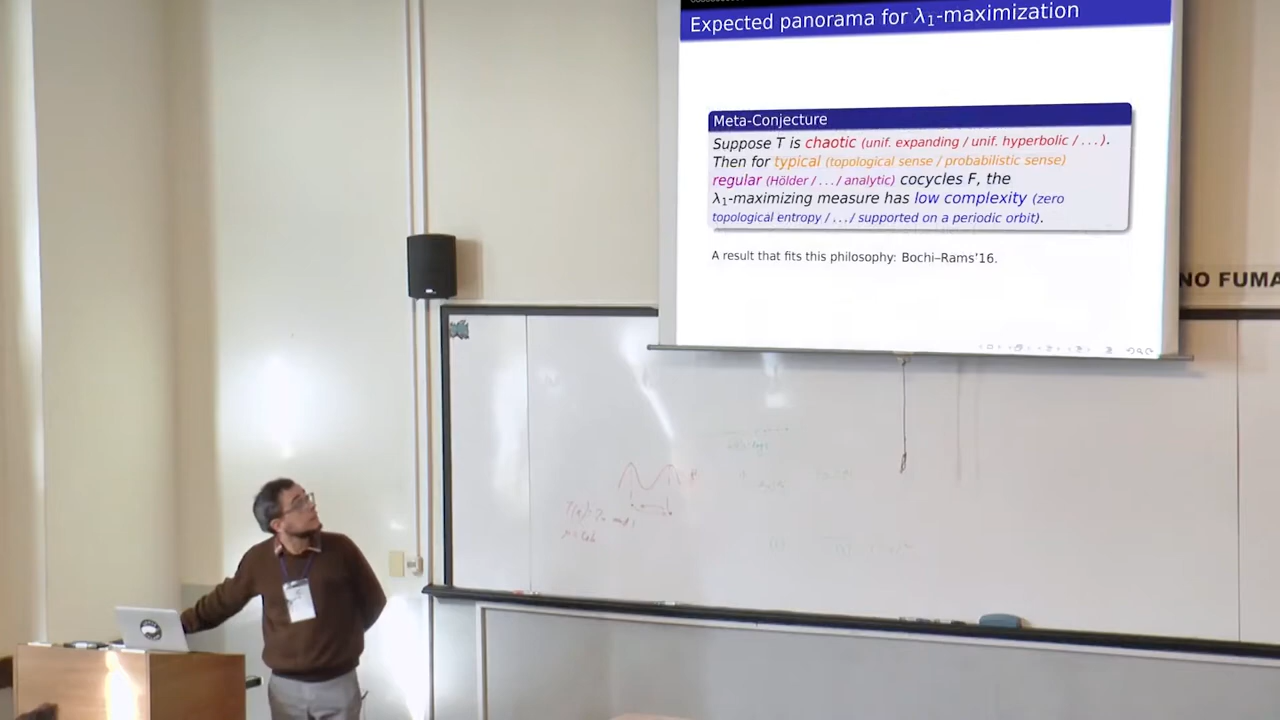 Expected panorama for λ₁-maximization
Meta-Conjecture
Suppose T is chaotic (unif. expanding / unif. hyperbolic / . . . ).
Then for typical (topological sense / probabilistic sense)
regular (Hölder / . . . / analytic) cocycles F, the
λ₁-maximizing measure has low complexity (zero
topological entropy / . . . / supported on a periodic orbit).
A result that fits this philosophy: Bochi–Rams'16.
NO FUMA